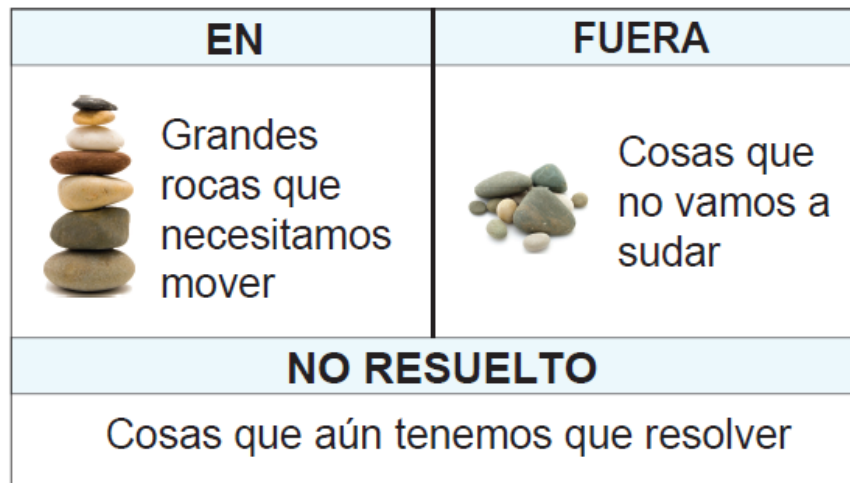 EN
Grandes
rocas que
necesitamos
mover
FUERA
Cosas que
no vamos a
sudar
NO RESUELTO
Cosas que aún tenemos que resolver